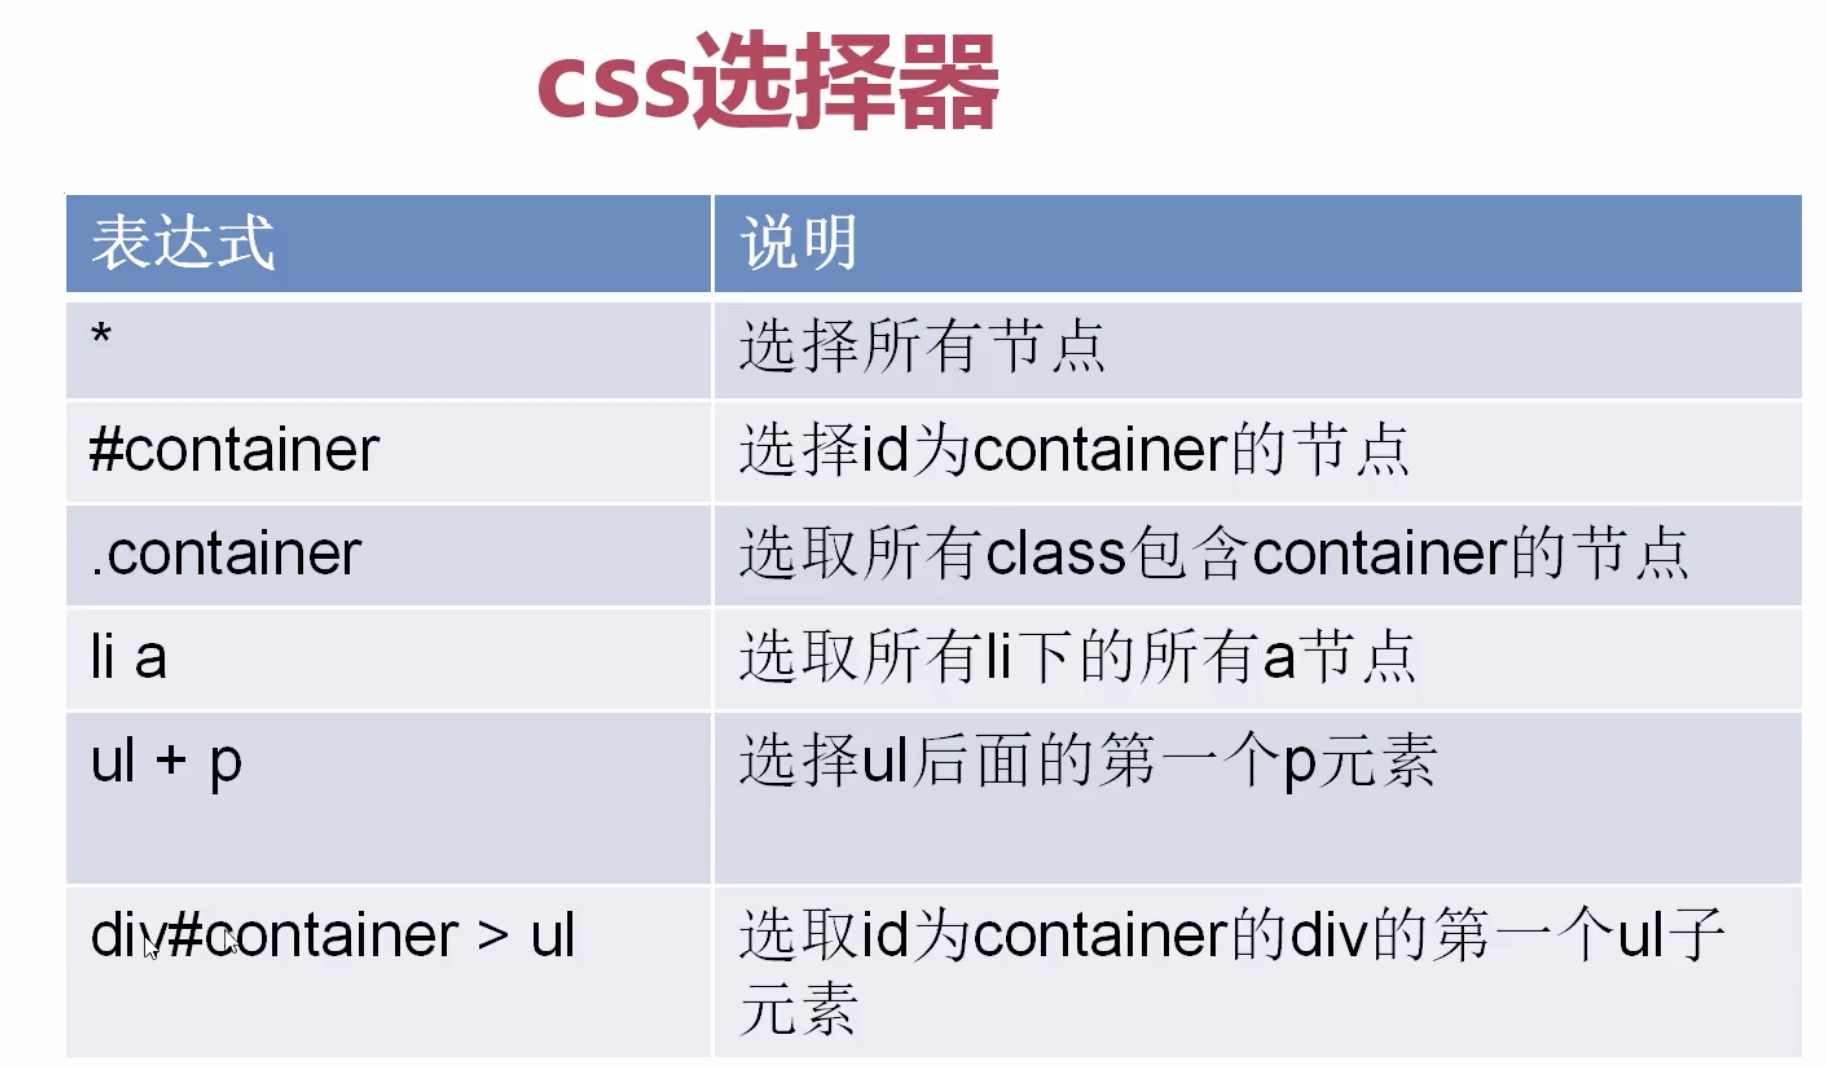 css选择器
表达式 说明
* 选择所有节点
#container 选择id为container的节点
.container 选取所有class包含container的节点
li a 选取所有li下的所有a节点
ul + p 选择ul后面的第一个p元素
div#container > ul 选取id为container的div的第一个ul子
元素